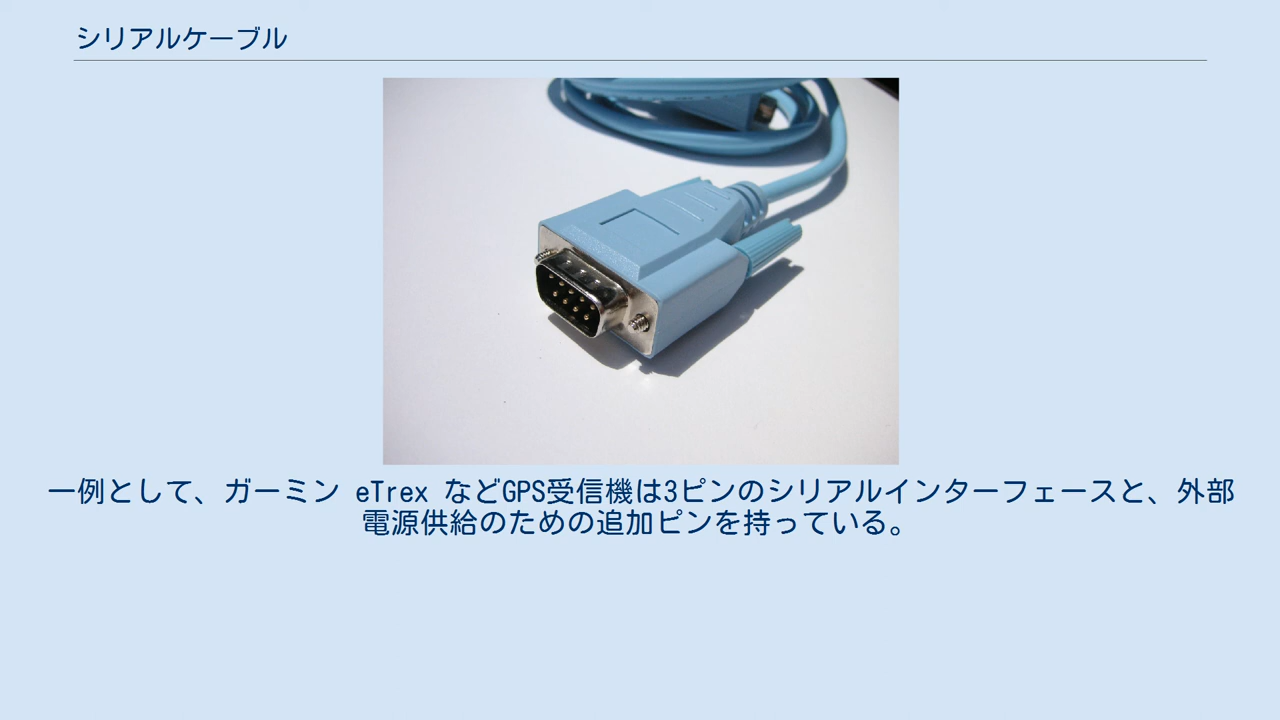 シリアルケーブル
一例として、ガーミン eTrex などGPS受信機は3ピンのシリアルインターフェースと、外部
電源供給のための追加ピンを持っている。